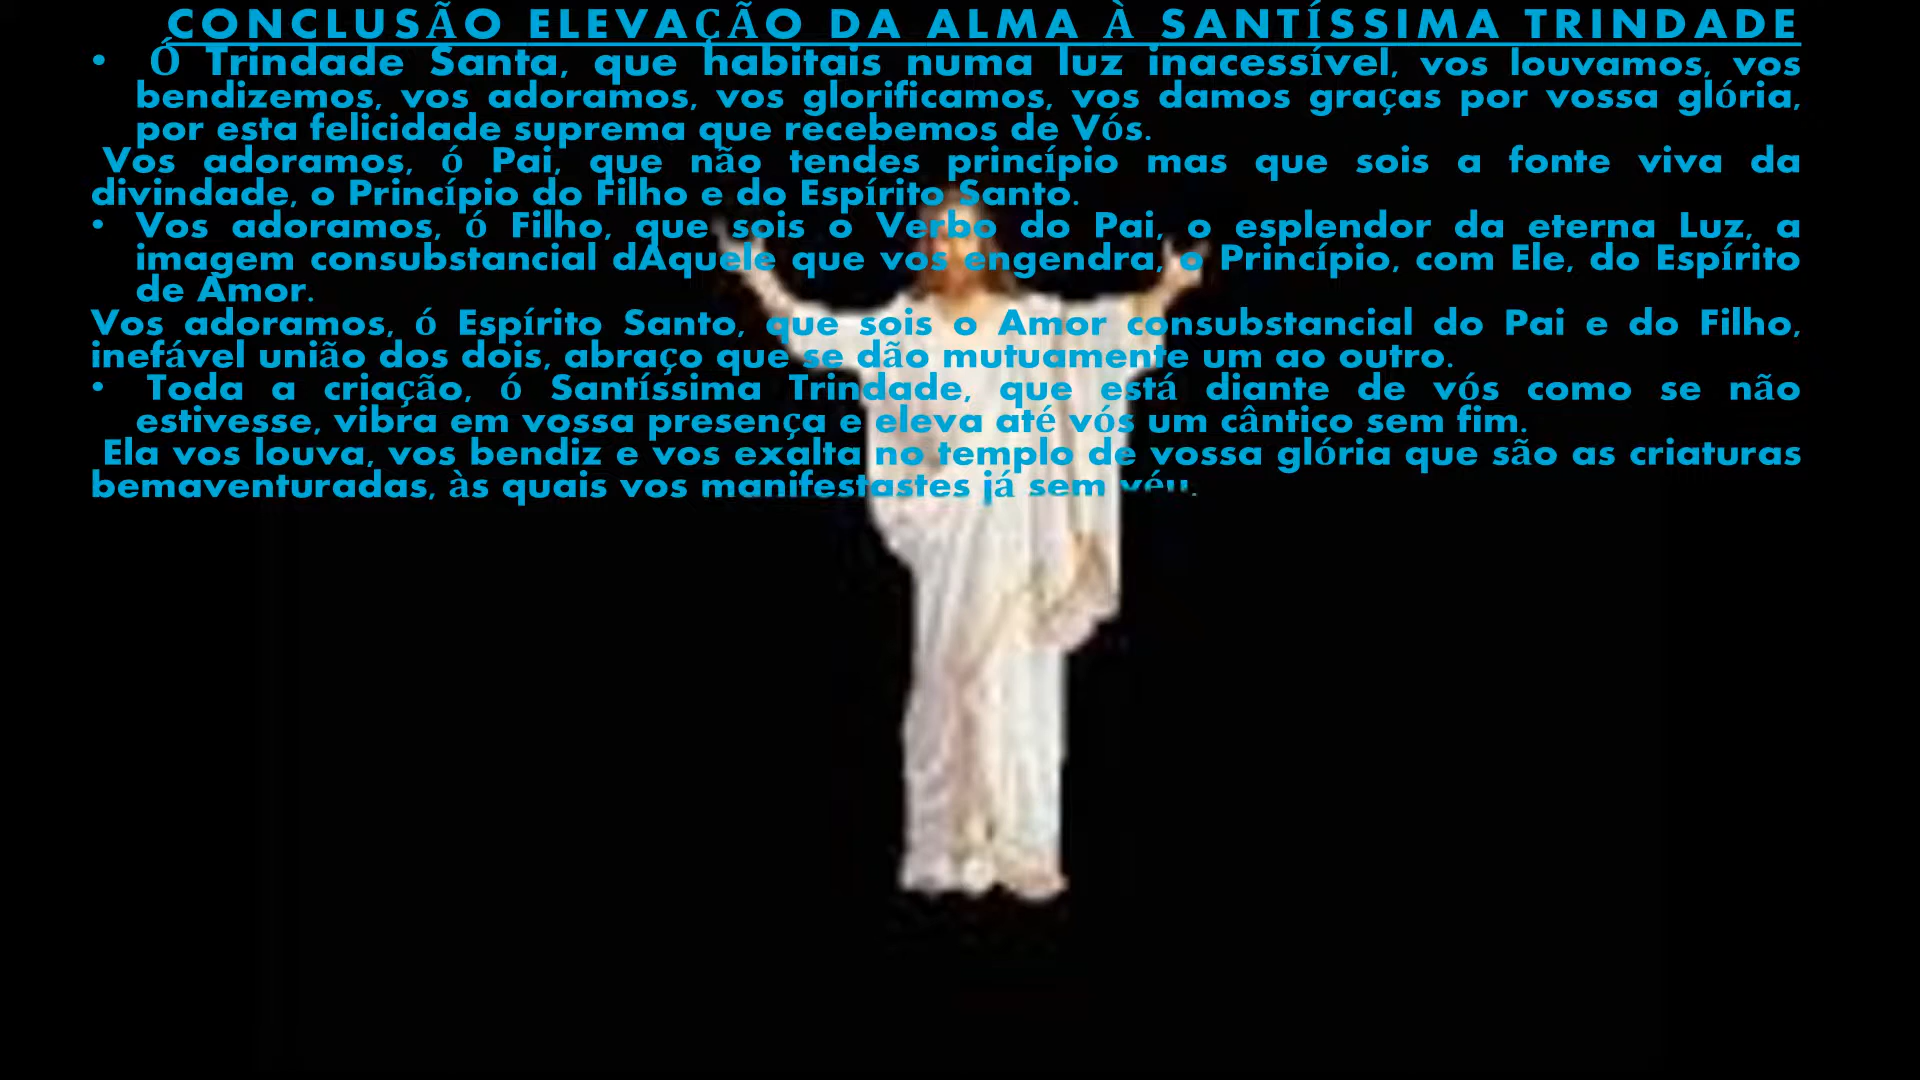 CONCLUSÃO ELEVAÇÃO DA ALMA À SANTÍSSIMA TRINDADE
• Ó Trindade Santa, que habitais numa luz inacessível, vos louvamos, vos
bendizemos, vos adoramos, vos glorificamos, vos damos graças por vossa glória,
por esta felicidade suprema que recebemos de Vós.
Vos adoramos, ó Pai, que não tendes princípio mas que sois a fonte viva da
divindade, o Princípio do Filho e do Espírito Santo.
• Vos adoramos, ó Filho, que sois o Verbo do Pai, o esplendor da eterna Luz, a
imagem consubstancial dAquele que vos engendra, o Princípio, com Ele, do Espírito
de Amor.
Vos adoramos, ó Espírito Santo, que sois o Amor consubstancial do Pai e do Filho,
inefável união dos dois, abraço que se dão mutuamente um ao outro.
• Toda a criação, ó Santíssima Trindade, que está diante de vós como se não
estivesse, vibra em vossa presença e eleva até vós um cântico sem fim.
Ela vos louva, vos bendiz e vos exalta no templo de vossa glória que são as criaturas
bemaventuradas, às quais vos manifestastes já sem véu.